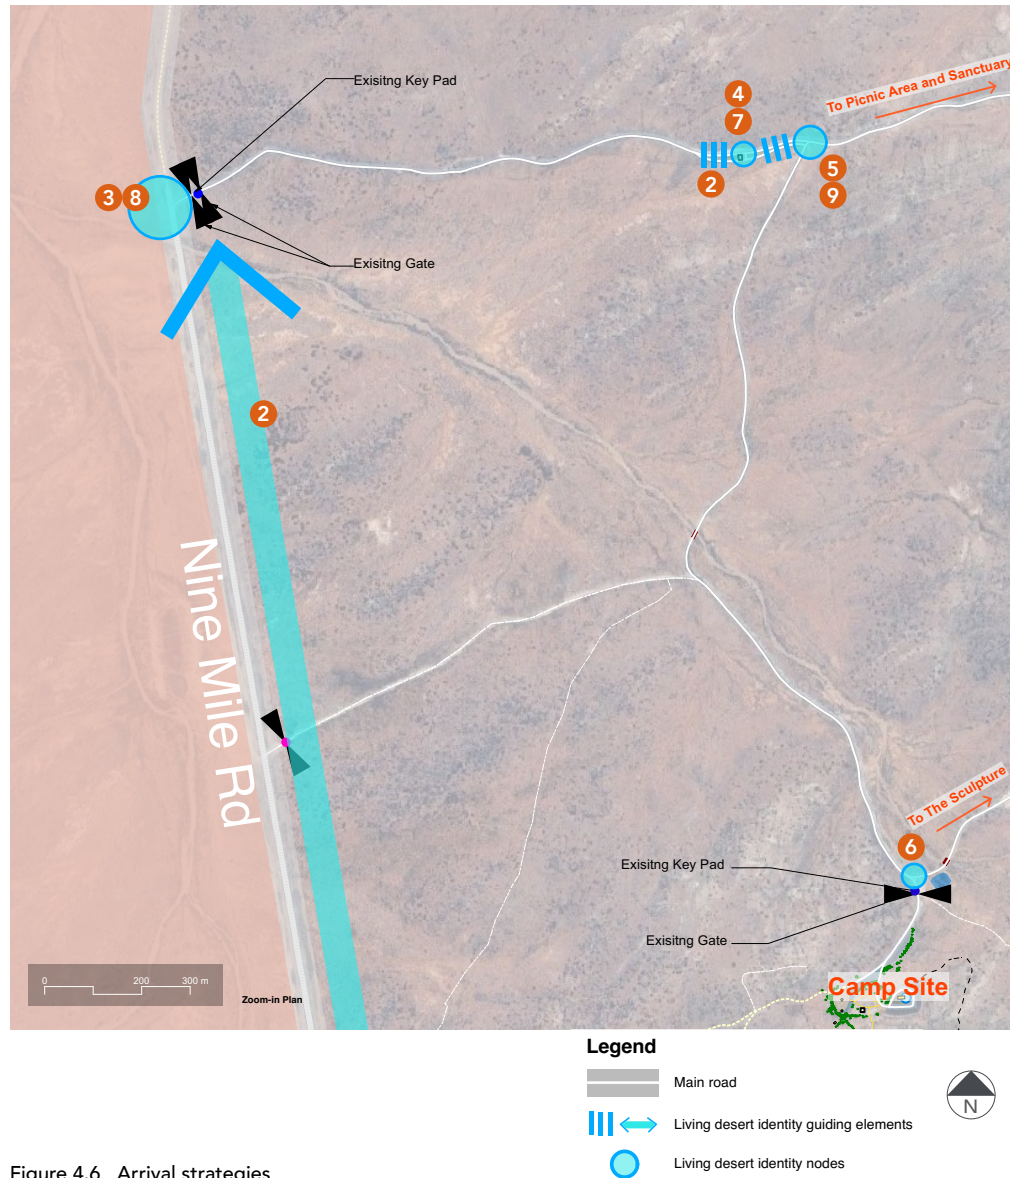 Exisitng Key Pad
4
7
To Picnic Area and Sanctuary
2
5
9
3 8
Exisitng Gate
2
Nine Mile Rd
To The Sculpture
6
Exisitng Key Pad
Exisitng Gate
Camp Site
0 200 300 m
Zoom-in Plan
Legend
Main road
N
Living desert identity guiding elements
Living desert identity nodes
Figure 4.6 Arrival strategies